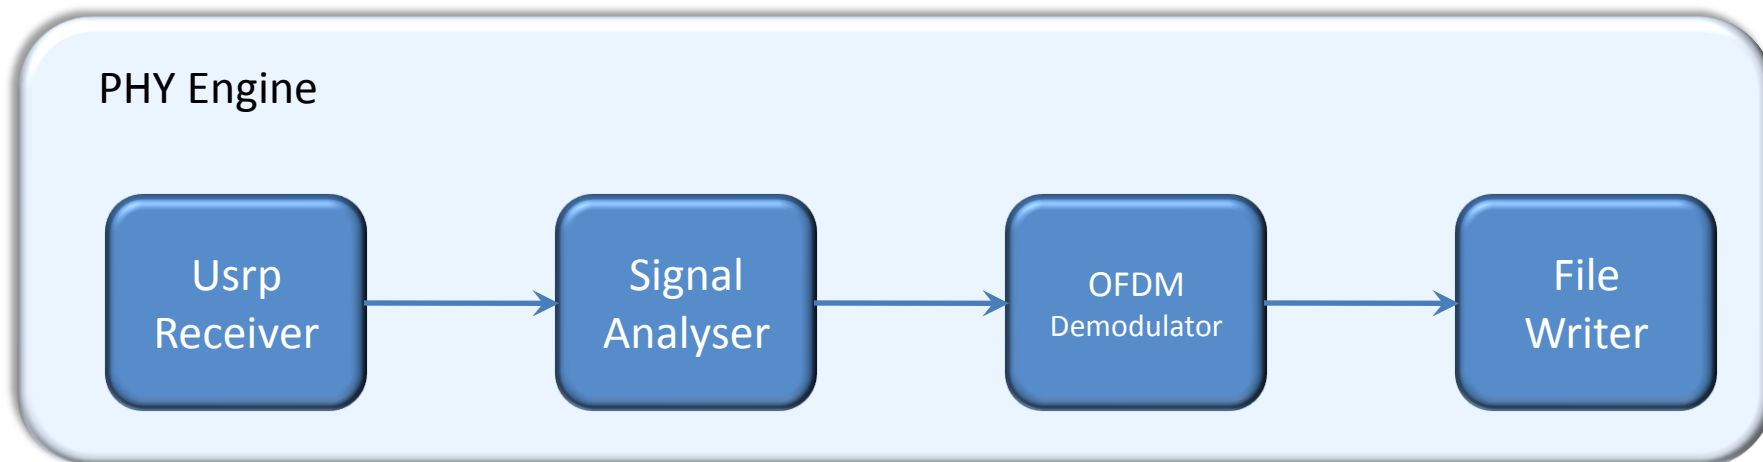 PHY Engine
Usrp
Receiver
Signal
Analyser
OFDM
Demodulator
File
Writer